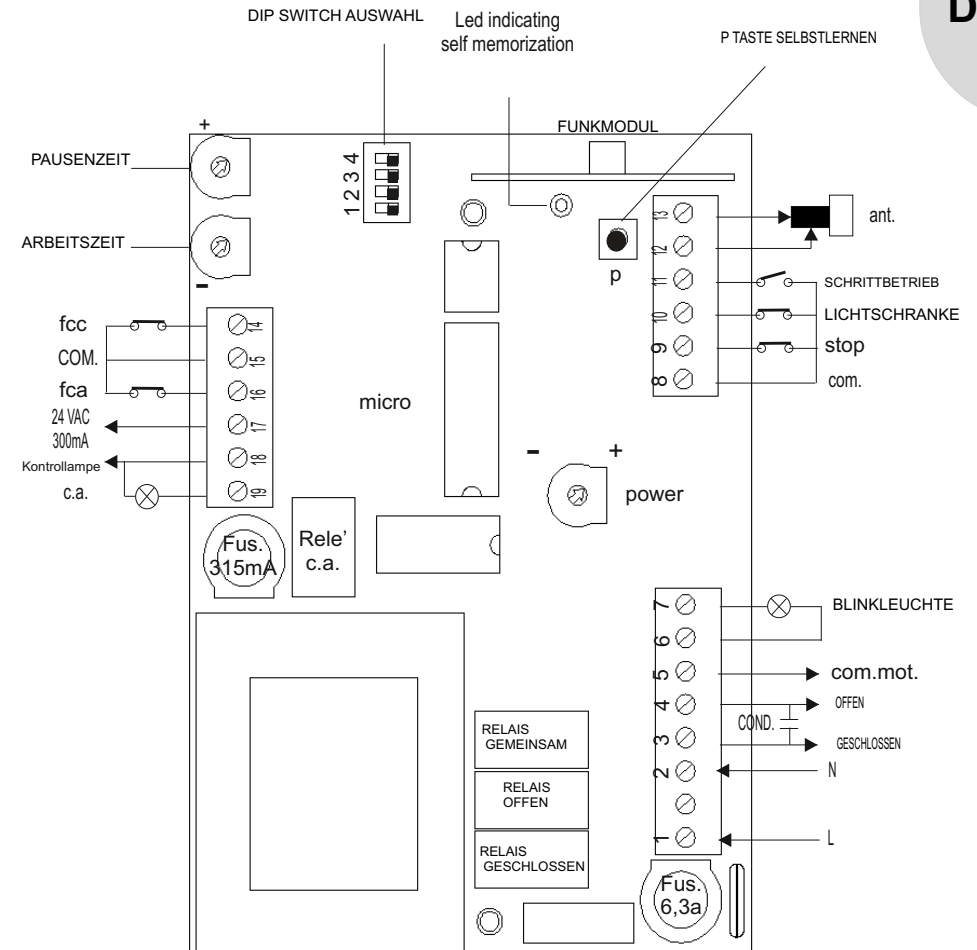 DIP SWITCH AUSWAHL
Led indicating
self memorization
P TASTE SELBSTLERNEN
D
+
FUNKMODUL
PAUSENZEIT
1 2 3 4
ARBEITSZEIT
-
p
13
12
11
10
9
8
ant.
SCHRITTBETRIEB
LICHTSCHRANKE
stop
com.
fcc
COM.
fca
24 VAC
300mA
Kontrollampe
c.a.
14
15
16
17
18
19
micro
- +
power
Fus.
315mA
Rele'
c.a.
7
6
5
4
3
2
1
BLINKLEUCHTE
com.mot.
OFFEN
COND.
GESCHLOSSEN
N
L
RELAIS
GEMEINSAM
RELAIS
OFFEN
RELAIS
GESCHLOSSEN
Fus.
6,3a